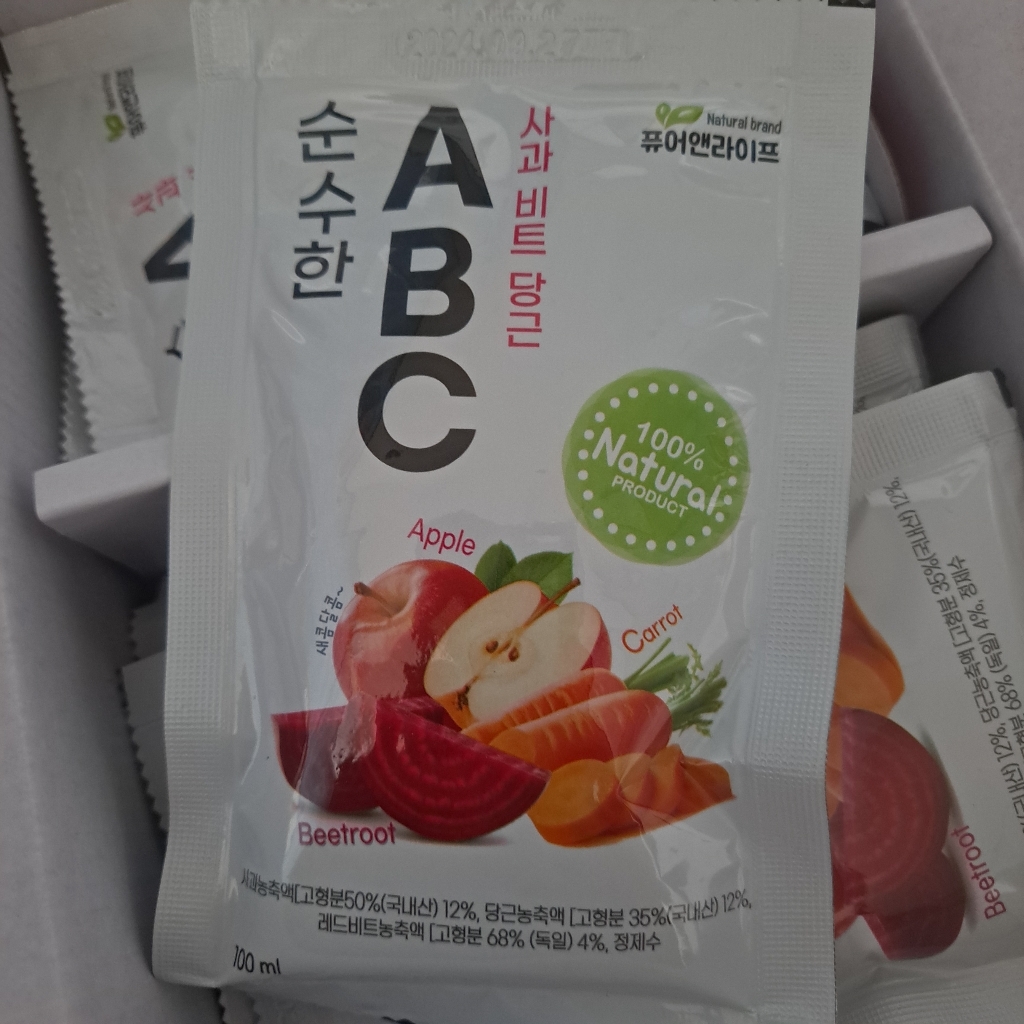 순수한
ABC
사과 비트 당근
Natural brand
퓨어앤라이프
100%
Natural
PRODUCT
Apple
새콤달콤~
Carrot
Beetroot
사과농축액[고형분50%(국내산) 12%, 당근농축액 [고형분 35%(국내산) 12%,
레드비트농축액 [고형분 68% (독일) 4%, 정제수
100 ml
Beetroot